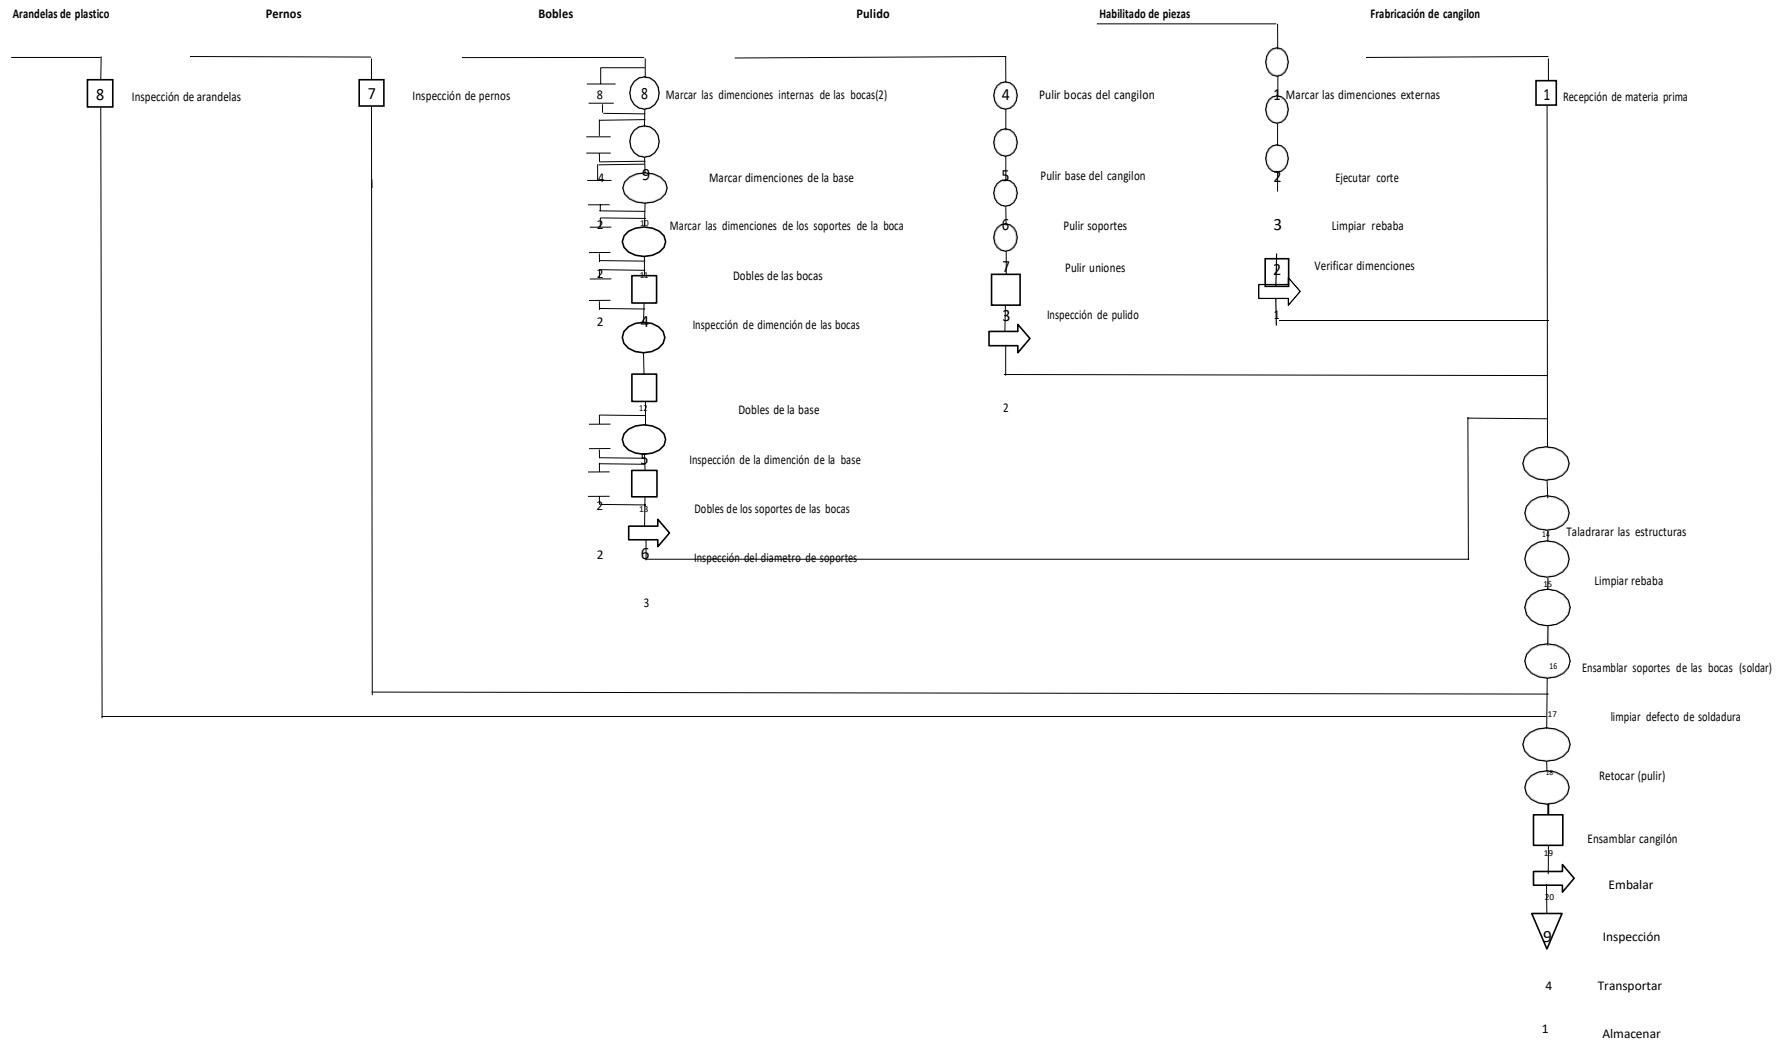 Arandelas de plastico
Pernos
Bobles
Pulido
Habilitado de piezas
Frabricación de cangilon
8 Inspección de arandelas
7 Inspección de pernos
8 8 Marcar las dimenciones internas de las bocas(2)
4 9 Marcar dimenciones de la base
2 10 Marcar las dimenciones de los soportes de la boca
2 11 Dobles de las bocas
2 4 Inspección de dimención de las bocas
12 Dobles de la base
5 Inspección de la dimención de la base
2 13 Dobles de los soportes de las bocas
2 6 Inspección del diametro de soportes
3
4 Pulir bocas del cangilon
5 Pulir base del cangilon
6 Pulir soportes
7 Pulir uniones
3 Inspección de pulido
2
1 Marcar las dimenciones externas
2 Ejecutar corte
3 Limpiar rebaba
2 Verificar dimenciones
1
1 Recepción de materia prima
14 Taladrarar las estructuras
15 Limpiar rebaba
16 Ensamblar soportes de las bocas (soldar)
17 limpiar defecto de soldadura
18 Retocar (pulir)
19 Ensamblar cangilón
20 Embalar
9 Inspección
4 Transportar
1 Almacenar